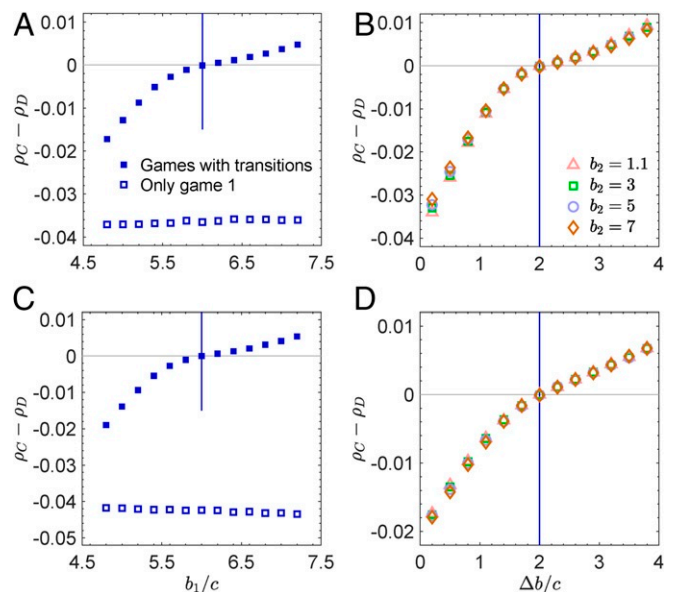 A
0
-0.01
-0.02
-0.03
-0.04
ρC − ρD
Games with transitions
Only game 1
4.5 5.5 6.5 7.5
B
0.01
0
-0.01
-0.02
-0.03
-0.04
ρC − ρD
b2 = 1.1
b2 = 3
b2 = 5
b2 = 7
0 1 2 3 4
C
0
-0.01
-0.02
-0.03
-0.04
-0.05
ρC − ρD
4.5 5.5 6.5 7.5
b1/c
D
0.01
0
-0.01
-0.02
ρC − ρD
0 1 2 3 4
Δb/c